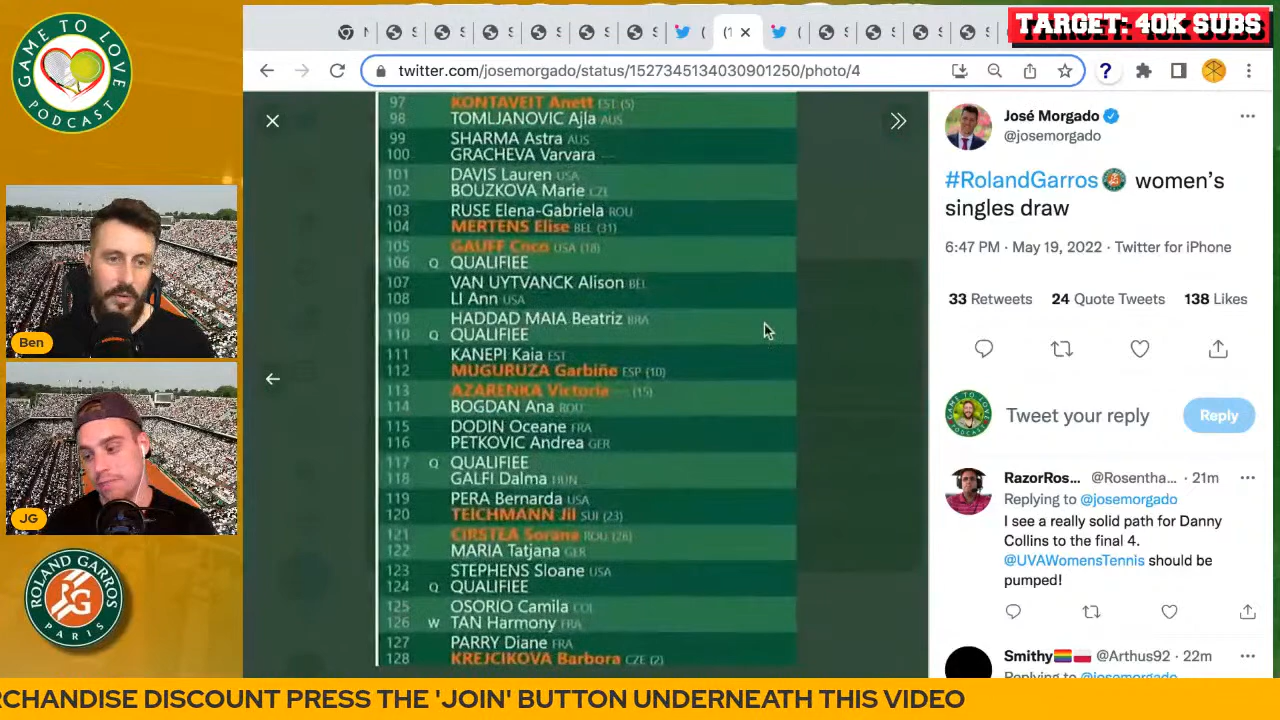 GAME TO LOVE
PODCAST
TARGET: 40K SUBS
twitter.com/josemorgado/status/1527345134030901250/photo/4
97 KONTAVEIT Anett EST (5)
98 TOMLJANOVIC Ajla AUS
99 SHARMA Astra AUS
100 GRACHEVA Varvara
101 DAVIS Lauren USA
102 BOUZKOVA Marie CZE
103 RUSE Elena-Gabriela ROU
104 MERTENS Elise BEL (31)
105 GAUFF Coco USA (18)
106 Q QUALIFIEE
107 VAN UYTVANCK Alison BEL
108 LI Ann USA
109 HADDAD MAIA Beatriz BRA
110 Q QUALIFIEE
111 KANEPI Kaia EST
112 MUGURUZA Garbiñe ESP (10)
113 AZARENKA Victoria (15)
114 BOGDAN Ana ROU
115 DODIN Oceane FRA
116 PETKOVIC Andrea GER
117 Q QUALIFIEE
118 GALFI Dalma HUN
119 PERA Bernarda USA
120 TEICHMANN Jil SUI (23)
121 CIRSTEA Sorana ROU (26)
122 MARIA Tatjana GER
123 STEPHENS Sloane USA
124 Q QUALIFIEE
125 OSORIO Camila COL
126 W TAN Harmony FRA
127 PARRY Diane FRA
128 KREJCIKOVA Barbora CZE (2)
José Morgado
@josemorgado
#RolandGarros women's
singles draw
6:47 PM · May 19, 2022 · Twitter for iPhone
33 Retweets 24 Quote Tweets 138 Likes
Tweet your reply
Reply
RazorRos... @Rosentha... · 21m
Replying to @josemorgado
I see a really solid path for Danny
Collins to the final 4.
@UVAWomensTennis should be
pumped!
Smithy @Arthus92 · 22m
Replying to @josemorgado
Ben
JG
ROLAND GARROS
RG
PARIS
RCHANDISE DISCOUNT PRESS THE 'JOIN' BUTTON UNDERNEATH THIS VIDEO